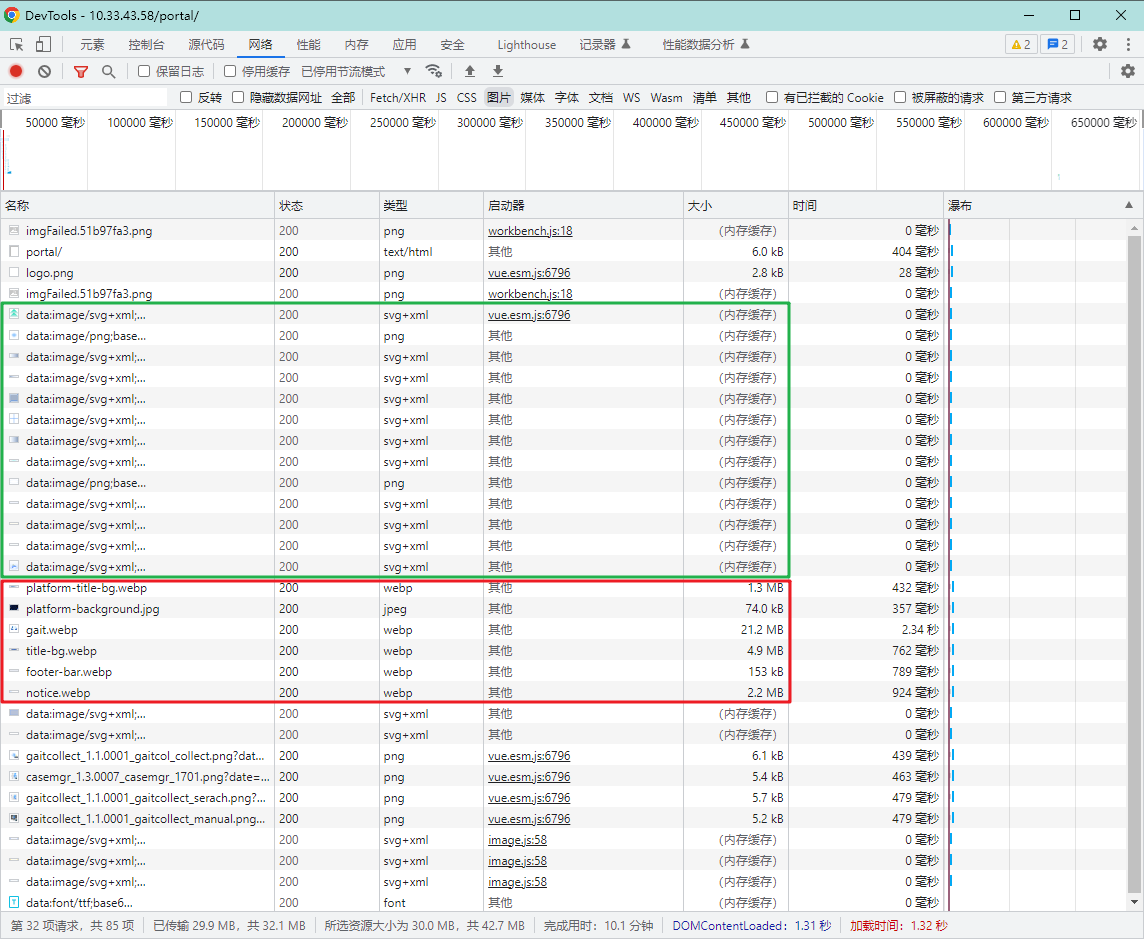 DevTools - 10.33.43.58/portal/
元素 控制台 源代码 网络 性能 内存 应用 安全 Lighthouse 记录器 性能数据分析 2 2
保留日志 停用缓存 已停用节流模式
过滤 反转 隐藏数据网址 全部 Fetch/XHR JS CSS 图片 媒体 字体 文档 WS Wasm 清单 其他 有已拦截的 Cookie 被屏蔽的请求 第三方请求
50000 毫秒 100000 毫秒 150000 毫秒 200000 毫秒 250000 毫秒 300000 毫秒 350000 毫秒 400000 毫秒 450000 毫秒 500000 毫秒 550000 毫秒 600000 毫秒 650000 毫秒
名称 状态 类型 启动器 大小 时间 瀑布
imgFailed.51b97fa3.png 200 png workbench.js:18 (内存缓存) 0 毫秒
portal/ 200 text/html 其他 6.0 kB 404 毫秒
logo.png 200 png vue.esm.js:6796 2.8 kB 28 毫秒
imgFailed.51b97fa3.png 200 png workbench.js:18 (内存缓存) 0 毫秒
data:image/svg+xml;... 200 svg+xml vue.esm.js:6796 (内存缓存) 0 毫秒
data:image/png;base... 200 png 其他 (内存缓存) 0 毫秒
data:image/svg+xml;... 200 svg+xml 其他 (内存缓存) 0 毫秒
data:image/svg+xml;... 200 svg+xml 其他 (内存缓存) 0 毫秒
data:image/svg+xml;... 200 svg+xml 其他 (内存缓存) 0 毫秒
data:image/svg+xml;... 200 svg+xml 其他 (内存缓存) 0 毫秒
data:image/svg+xml;... 200 svg+xml 其他 (内存缓存) 0 毫秒
data:image/svg+xml;... 200 svg+xml 其他 (内存缓存) 0 毫秒
data:image/png;base... 200 png 其他 (内存缓存) 0 毫秒
data:image/svg+xml;... 200 svg+xml 其他 (内存缓存) 0 毫秒
data:image/svg+xml;... 200 svg+xml 其他 (内存缓存) 0 毫秒
data:image/svg+xml;... 200 svg+xml 其他 (内存缓存) 0 毫秒
data:image/svg+xml;... 200 svg+xml 其他 (内存缓存) 0 毫秒
platform-title-bg.webp 200 webp 其他 1.3 MB 432 毫秒
platform-background.jpg 200 jpeg 其他 74.0 kB 357 毫秒
gait.webp 200 webp 其他 21.2 MB 2.34 秒
title-bg.webp 200 webp 其他 4.9 MB 762 毫秒
footer-bar.webp 200 webp 其他 153 kB 789 毫秒
notice.webp 200 webp 其他 2.2 MB 924 毫秒
data:image/svg+xml;... 200 svg+xml 其他 (内存缓存) 0 毫秒
data:image/svg+xml;... 200 svg+xml 其他 (内存缓存) 0 毫秒
gaitcollect_1.1.0001_gaitcol_collect.png?dat... 200 png vue.esm.js:6796 6.1 kB 439 毫秒
casemgr_1.3.0007_casemgr_1701.png?date=... 200 png vue.esm.js:6796 5.4 kB 463 毫秒
gaitcollect_1.1.0001_gaitcollect_serach.png?... 200 png vue.esm.js:6796 5.7 kB 479 毫秒
gaitcollect_1.1.0001_gaitcollect_manual.png... 200 png vue.esm.js:6796 5.2 kB 479 毫秒
data:image/svg+xml;... 200 svg+xml image.js:58 (内存缓存) 0 毫秒
data:image/svg+xml;... 200 svg+xml image.js:58 (内存缓存) 0 毫秒
data:image/svg+xml;... 200 svg+xml image.js:58 (内存缓存) 0 毫秒
data:font/ttf;base6... 200 font 其他 (内存缓存) 0 毫秒
第 32 项请求，共 85 项 已传输 29.9 MB，共 32.1 MB 所选资源大小为 30.0 MB，共 42.7 MB 完成用时：10.1 分钟 DOMContentLoaded：1.31 秒 加载时间：1.32 秒